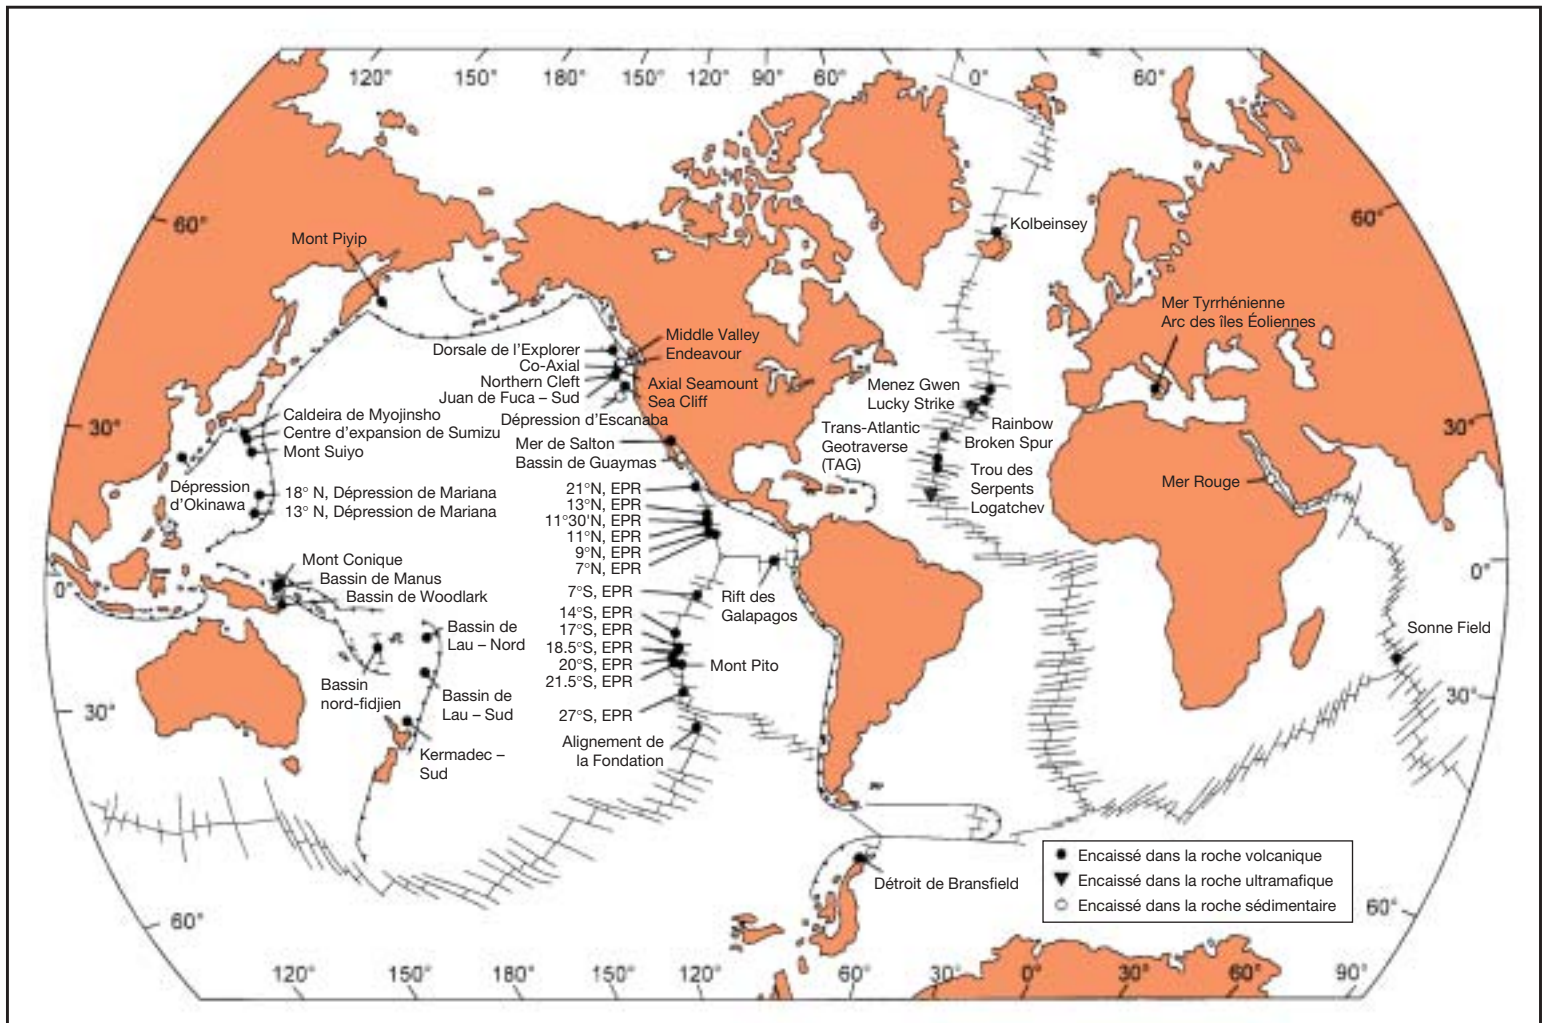 120° 150° 180° 150° 120° 90° 60° 0° 60°
60°
60°
Kolbeinsey
Mont Piyip
Mer Tyrrhénienne
Arc des îles Éoliennes
Middle Valley
Endeavour
Dorsale de l'Explorer
Co-Axial
Northern Cleft
Juan de Fuca – Sud
Axial Seamount
Sea Cliff
Dépression d'Escanaba
Menez Gwen
Lucky Strike
Rainbow
Broken Spur
Trans-Atlantic
Geotraverse
(TAG)
Trou des
Serpents
Logatchev
30°
30°
Caldeira de Myojinsho
Centre d'expansion de Sumizu
Mont Suiyo
Mer de Salton
Bassin de Guaymas
Dépression
d'Okinawa
18° N, Dépression de Mariana
13° N, Dépression de Mariana
Mer Rouge
21°N, EPR
13°N, EPR
11°30'N, EPR
11°N, EPR
9°N, EPR
7°N, EPR
Mont Conique
Bassin de Manus
Bassin de Woodlark
0°
0°
7°S, EPR
14°S, EPR
17°S, EPR
18.5°S, EPR
20°S, EPR
21.5°S, EPR
27°S, EPR
Rift des
Galapagos
Mont Pito
Bassin de
Lau – Nord
Bassin
nord-fidjien
Bassin de
Lau – Sud
Sonne Field
30°
30°
Alignement de
la Fondation
Kermadec –
Sud
Détroit de Bransfield
Encaissé dans la roche volcanique
Encaissé dans la roche ultramafique
Encaissé dans la roche sédimentaire
60°
60°
120° 150° 180° 150° 120° 60° 30° 0° 30° 60° 90°